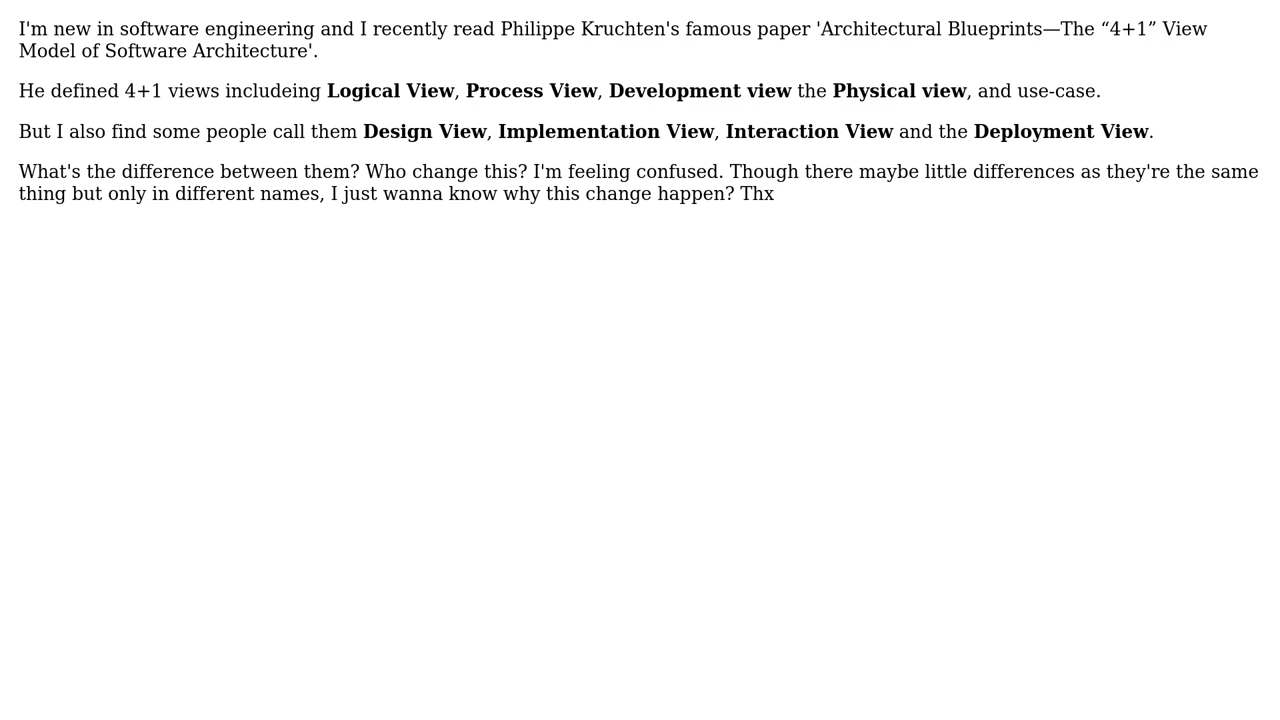 I'm new in software engineering and I recently read Philippe Kruchten's famous paper 'Architectural Blueprints—The “4+1” View
Model of Software Architecture'.
He defined 4+1 views includeing Logical View, Process View, Development view the Physical view, and use-case.
But I also find some people call them Design View, Implementation View, Interaction View and the Deployment View.
What's the difference between them? Who change this? I'm feeling confused. Though there maybe little differences as they're the same
thing but only in different names, I just wanna know why this change happen? Thx